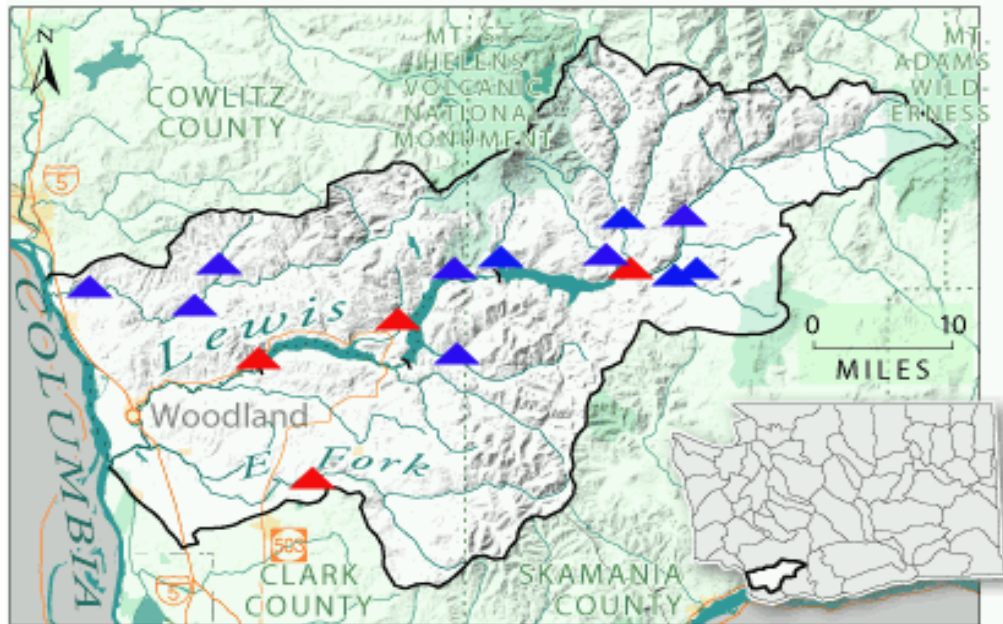 N
MT. ST.
HELENS
VOLCANIC
NATIONAL
MONUMENT
MT.
ADAMS
WILD-
ERNESS
COWLITZ
COUNTY
5
Lewis
0 10
MILES
Woodland
E Fork
COLUMBIA
503
CLARK
COUNTY
SKAMANIA
COUNTY
5